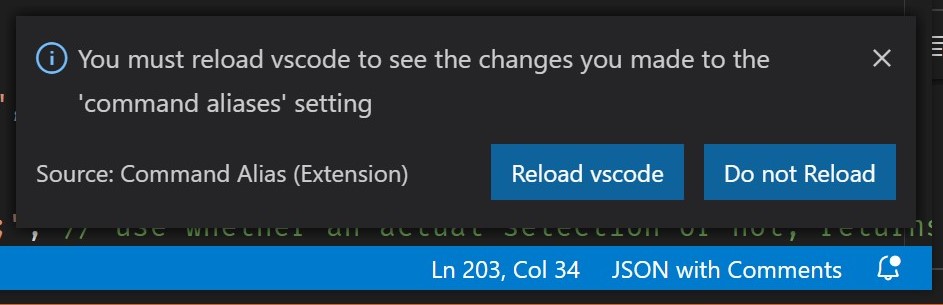 You must reload vscode to see the changes you made to the
'command aliases' setting
Source: Command Alias (Extension)
Reload vscode
Do not Reload
;", // use whether an actual selection or not, returns
Ln 203, Col 34
JSON with Comments